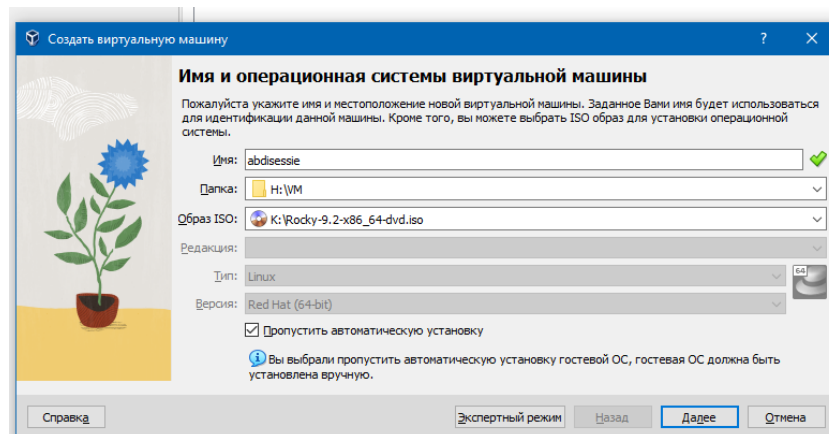 Создать виртуальную машину
Имя и операционная системы виртуальной машины
Пожалуйста укажите имя и местоположение новой виртуальной машины. Заданное Вами имя будет использоваться
для идентификации данной машины. Кроме того, вы можете выбрать ISO образ для установки операционной
системы.
Имя: abdisessie
Папка: H:\VM
Образ ISO: K:\Rocky-9.2-x86_64-dvd.iso
Редакция:
Тип: Linux
64
Версия: Red Hat (64-bit)
Пропустить автоматическую установку
Вы выбрали пропустить автоматическую установку гостевой ОС, гостевая ОС должна быть
установлена вручную.
Справка Экспертный режим Назад Далее Отмена